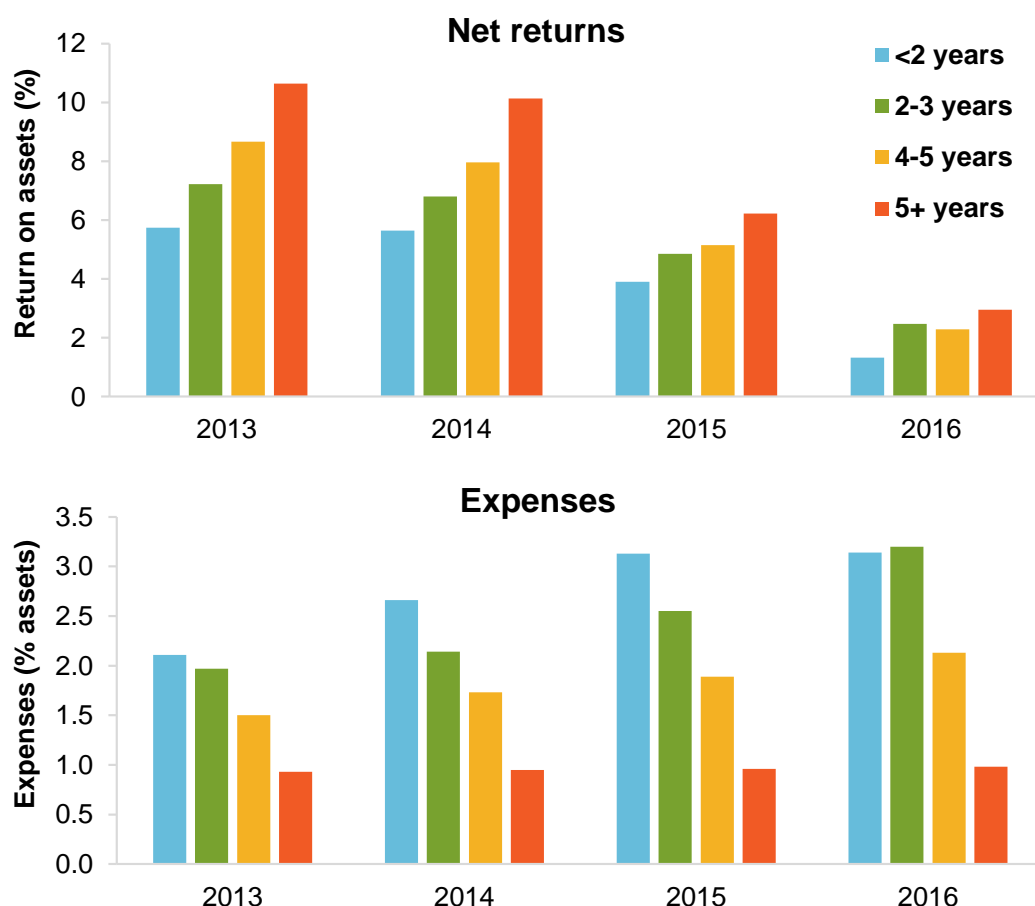 Net returns
Return on assets (%)
12
10
8
6
4
2
0
<2 years
2-3 years
4-5 years
5+ years
2013 2014 2015 2016
Expenses
Expenses (% assets)
3.5
3.0
2.5
2.0
1.5
1.0
0.5
0.0
2013 2014 2015 2016